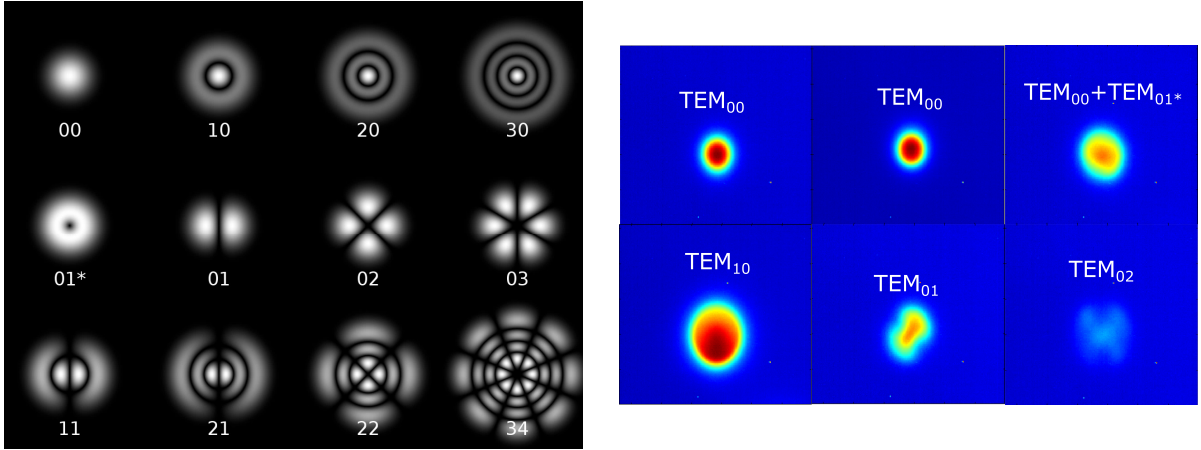 00 10 20 30
01* 01 02 03
11 21 22 34
TEM₀₀ TEM₀₀ TEM₀₀+TEM₀₁*
TEM₁₀ TEM₀₁ TEM₀₂